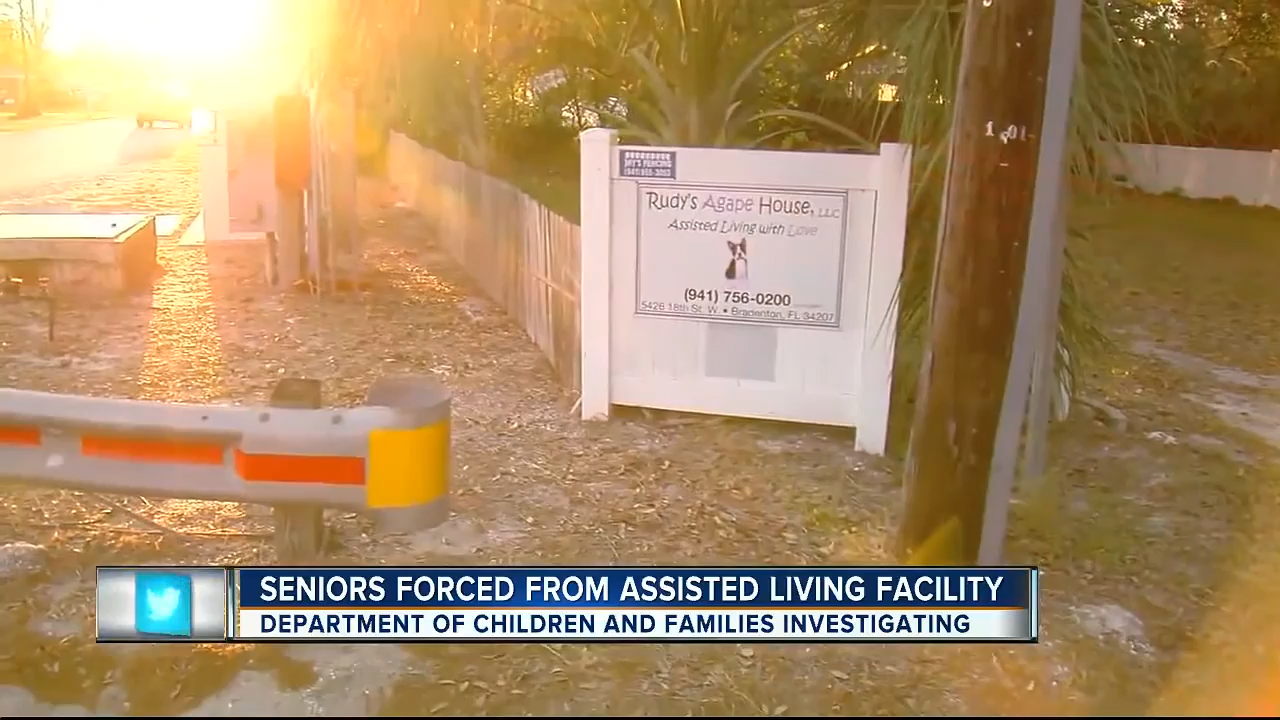 Rudy's Agape House, LLC
Assisted Living with Love
(941) 756-0200
5426 18th St. W. • Bradenton, FL 34207
SENIORS FORCED FROM ASSISTED LIVING FACILITY
DEPARTMENT OF CHILDREN AND FAMILIES INVESTIGATING